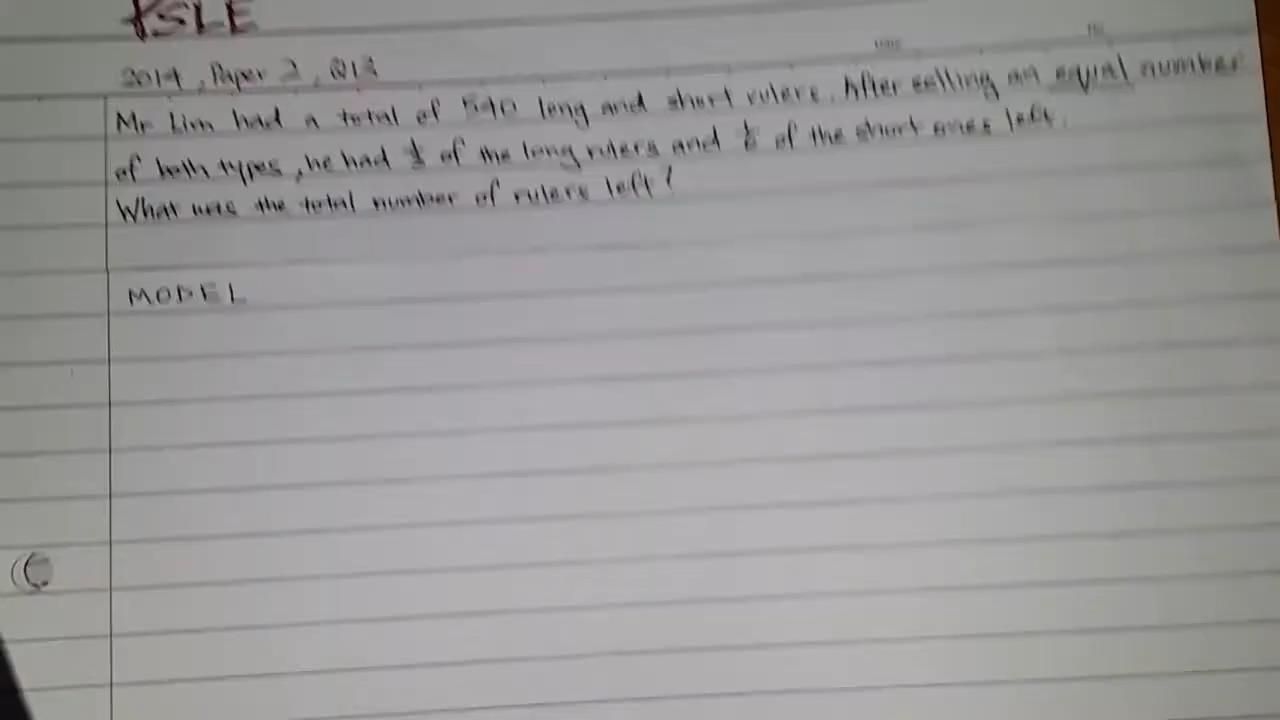 PSLE
2014, Paper 2, Q13
Mr Lim had a total of 540 long and short rulers. After selling an equal number
of both types, he had of the long rulers and of the short ones left.
What was the total number of rulers left?
MODEL